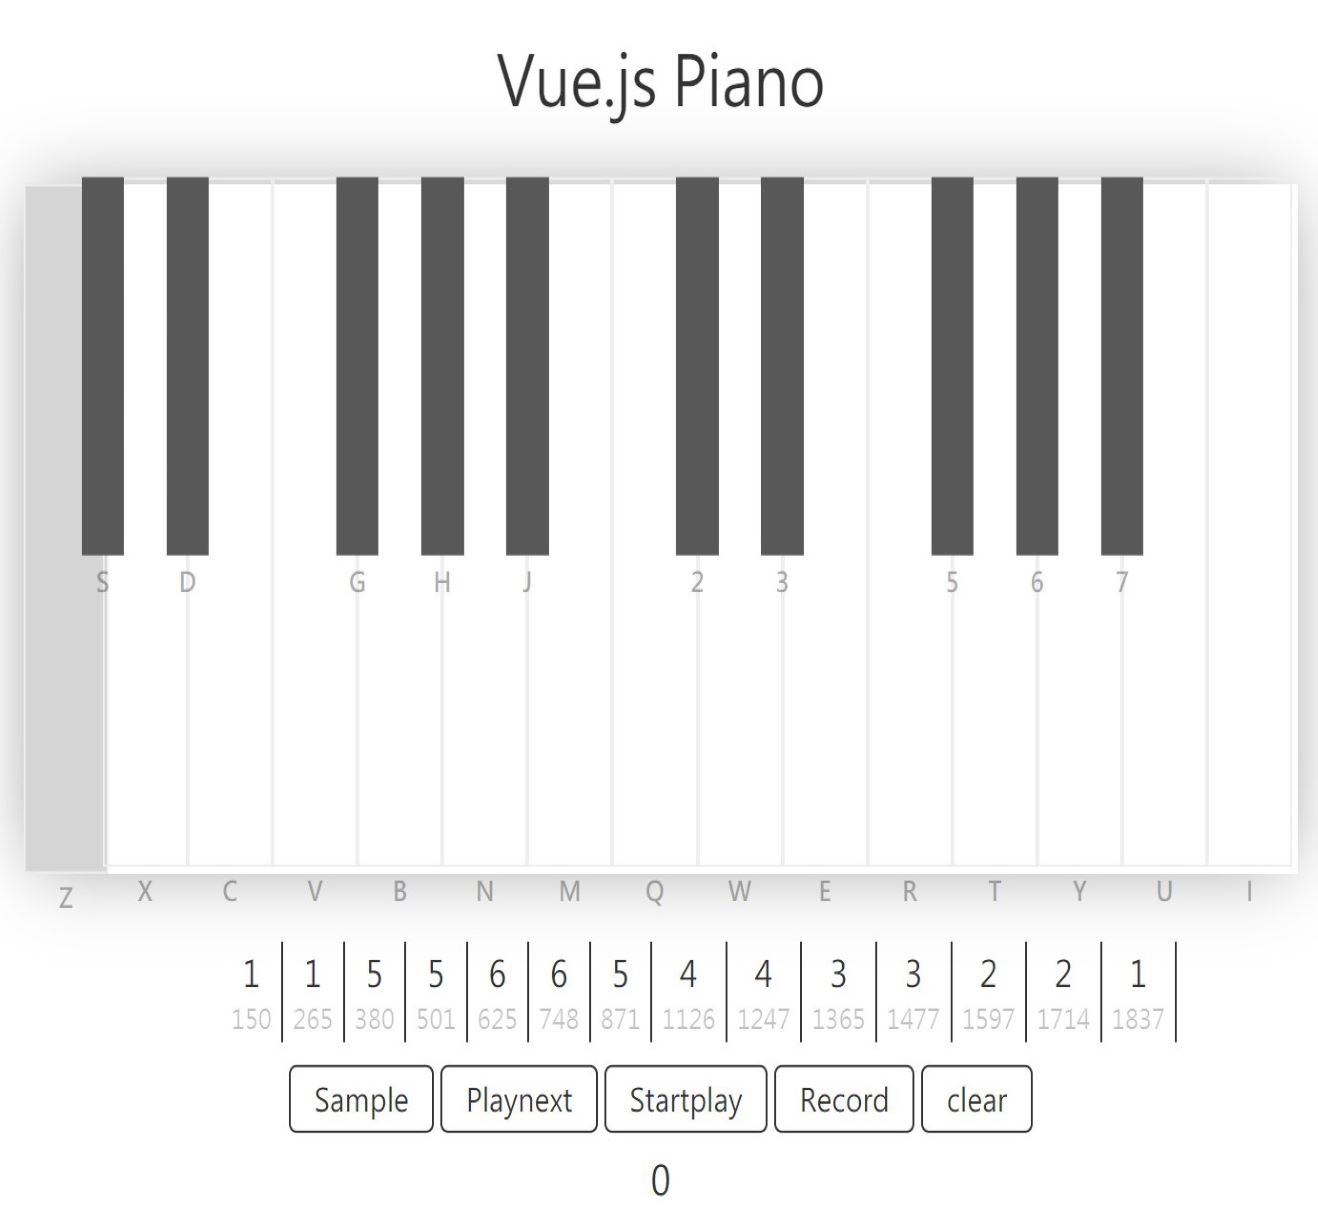 Vue.js Piano
S D G H J 2 3 5 6 7
Z X C V B N M Q W E R T Y U I
1 1 5 5 6 6 5 4 4 3 3 2 2 1
150 265 380 501 625 748 871 1126 1247 1365 1477 1597 1714 1837
Sample Playnext Startplay Record clear
0